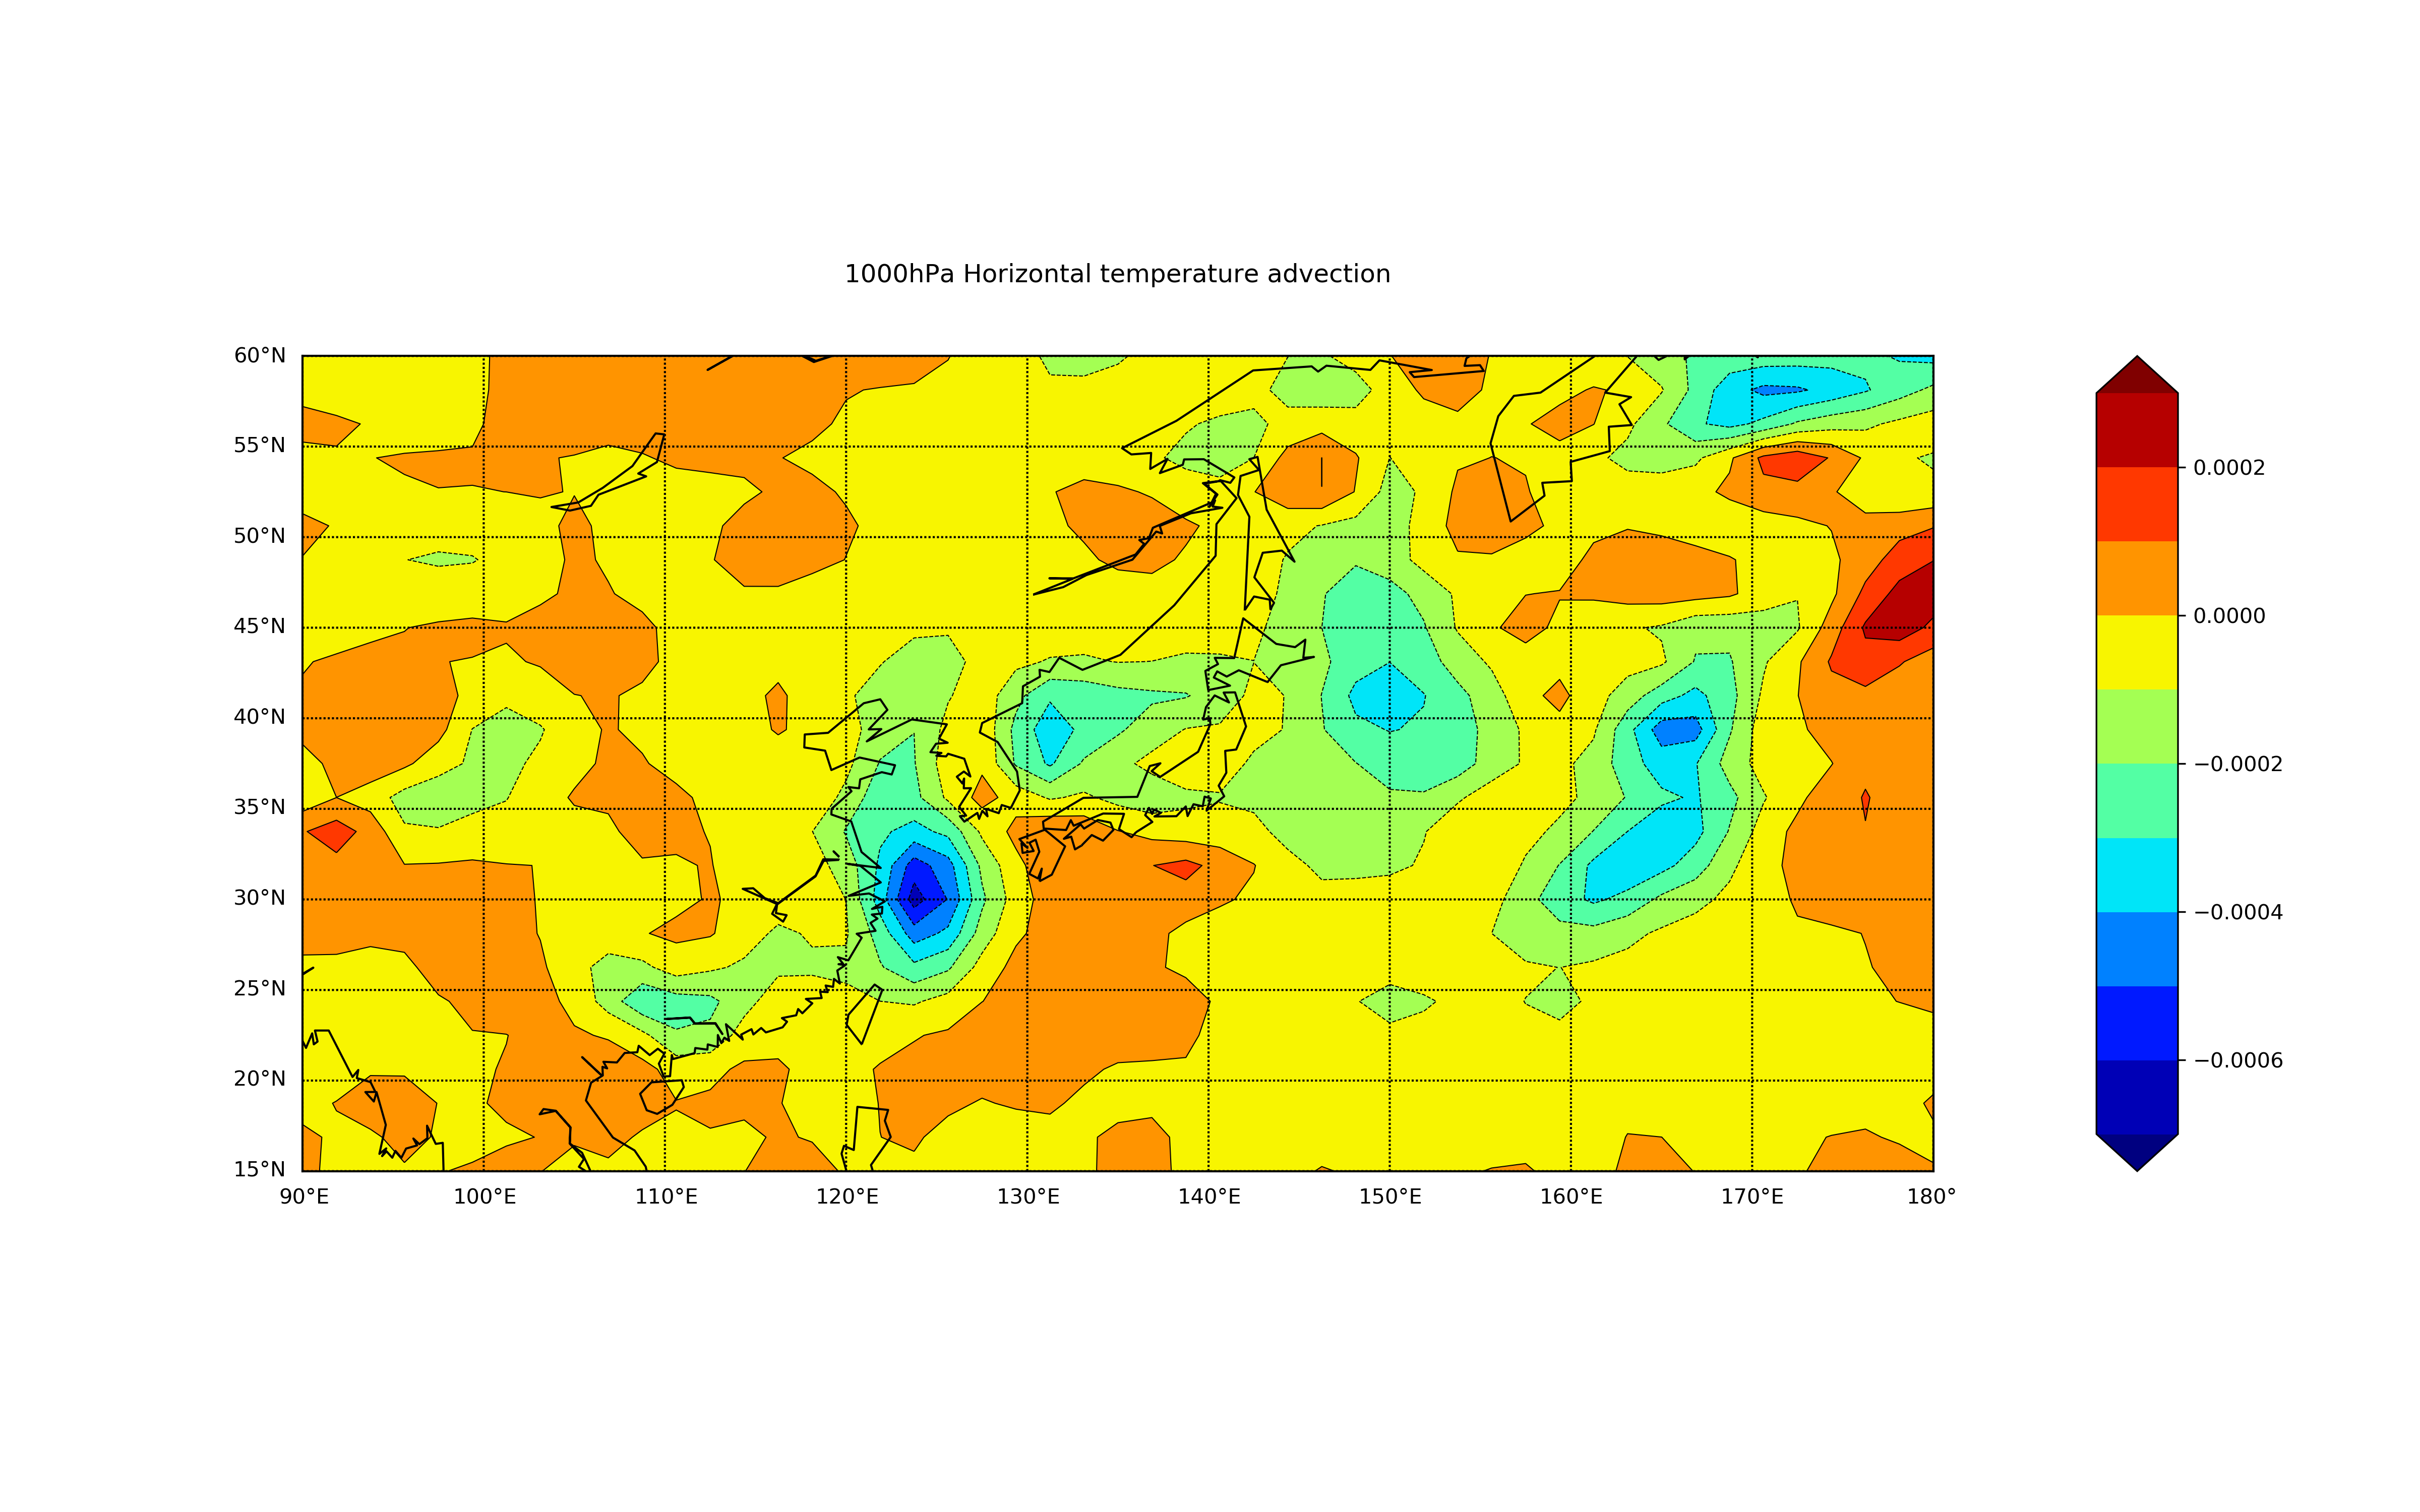 1000hPa Horizontal temperature advection
60°N
55°N
50°N
45°N
40°N
35°N
30°N
25°N
20°N
15°N
90°E 100°E 110°E 120°E 130°E 140°E 150°E 160°E 170°E 180°
0.0002
0.0000
−0.0002
−0.0004
−0.0006